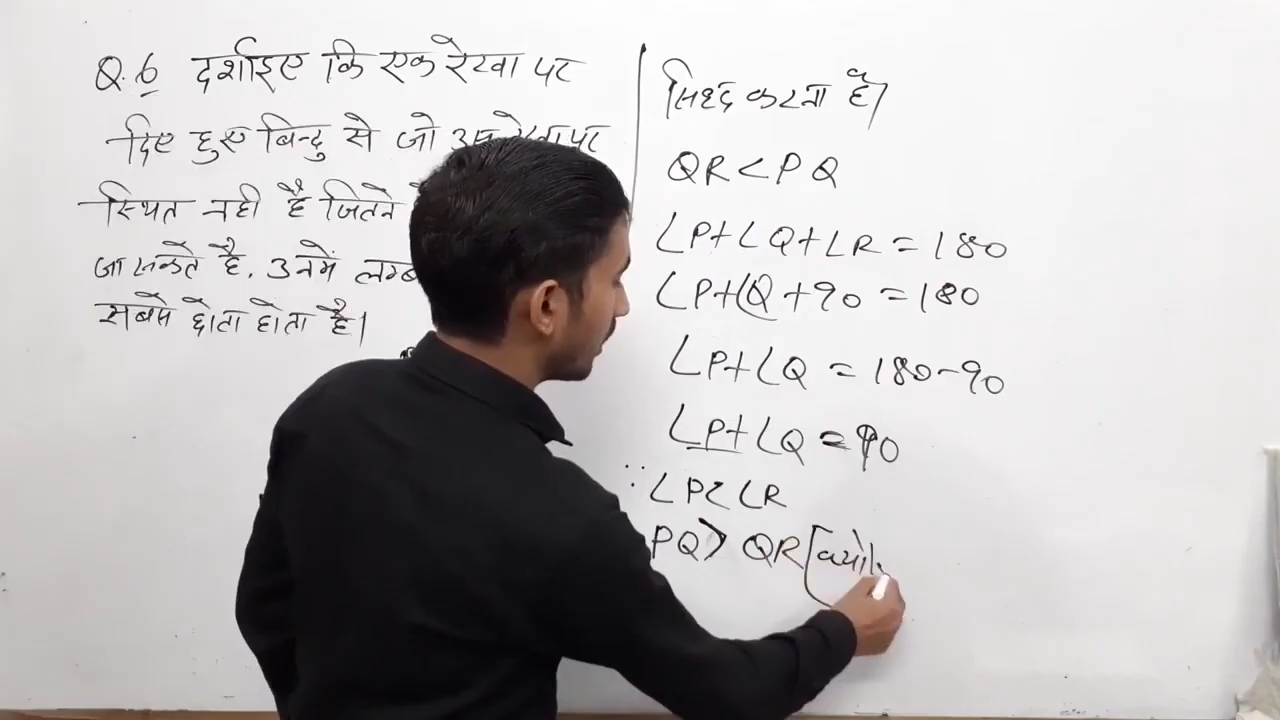 Q.6 दर्शाइए कि एक रेखा पर
दिए हुए बिन्दु से जो
पर
स्थित नही है जितने
जा सकते है, उनमें लम्ब
सबसे छोटा होता है।
सिध्द करना है।
QR < PQ
∠P+∠Q+∠R = 180
∠P+∠Q+90 = 180
∠P+∠Q = 180-90
∠P+∠Q = 90
∵ ∠P<∠R
PQ > QR [क्यो